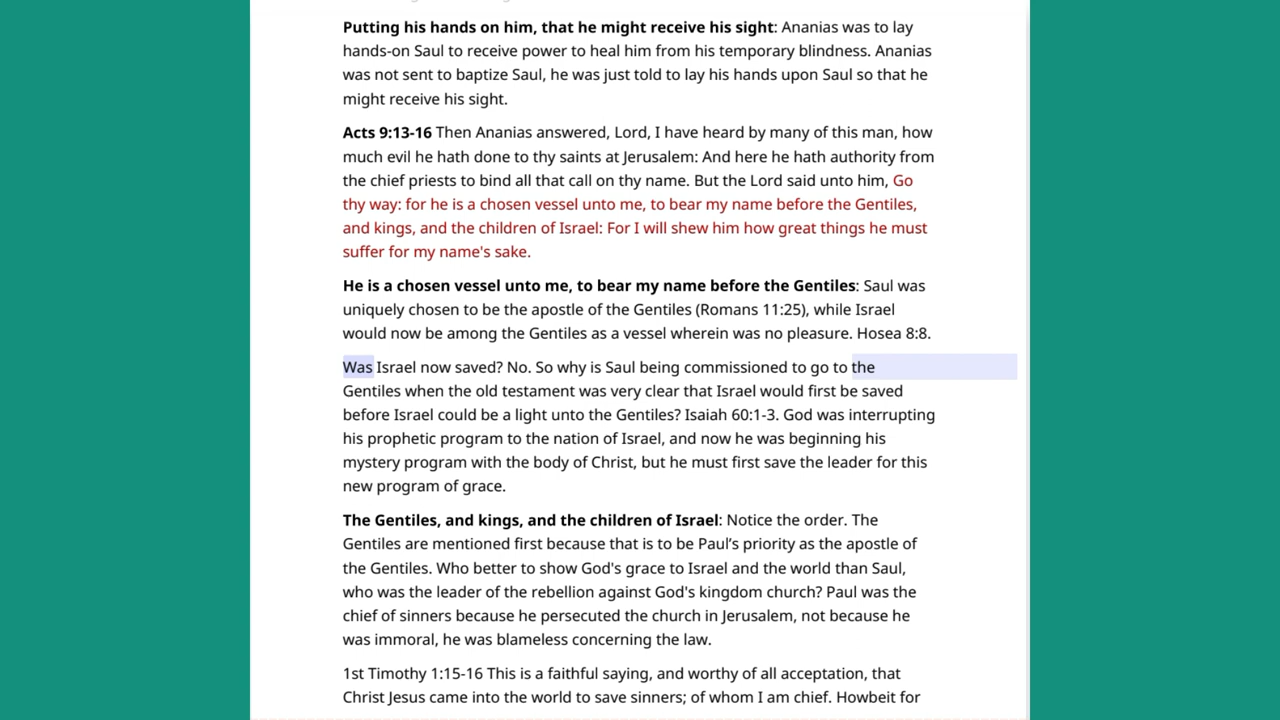 Putting his hands on him, that he might receive his sight: Ananias was to lay
hands-on Saul to receive power to heal him from his temporary blindness. Ananias
was not sent to baptize Saul, he was just told to lay his hands upon Saul so that he
might receive his sight.
Acts 9:13-16 Then Ananias answered, Lord, I have heard by many of this man, how
much evil he hath done to thy saints at Jerusalem: And here he hath authority from
the chief priests to bind all that call on thy name. But the Lord said unto him, Go
thy way: for he is a chosen vessel unto me, to bear my name before the Gentiles,
and kings, and the children of Israel: For I will shew him how great things he must
suffer for my name's sake.
He is a chosen vessel unto me, to bear my name before the Gentiles: Saul was
uniquely chosen to be the apostle of the Gentiles (Romans 11:25), while Israel
would now be among the Gentiles as a vessel wherein was no pleasure. Hosea 8:8.
Was Israel now saved? No. So why is Saul being commissioned to go to the
Gentiles when the old testament was very clear that Israel would first be saved
before Israel could be a light unto the Gentiles? Isaiah 60:1-3. God was interrupting
his prophetic program to the nation of Israel, and now he was beginning his
mystery program with the body of Christ, but he must first save the leader for this
new program of grace.
The Gentiles, and kings, and the children of Israel: Notice the order. The
Gentiles are mentioned first because that is to be Paul’s priority as the apostle of
the Gentiles. Who better to show God's grace to Israel and the world than Saul,
who was the leader of the rebellion against God's kingdom church? Paul was the
chief of sinners because he persecuted the church in Jerusalem, not because he
was immoral, he was blameless concerning the law.
1st Timothy 1:15-16 This is a faithful saying, and worthy of all acceptation, that
Christ Jesus came into the world to save sinners; of whom I am chief. Howbeit for